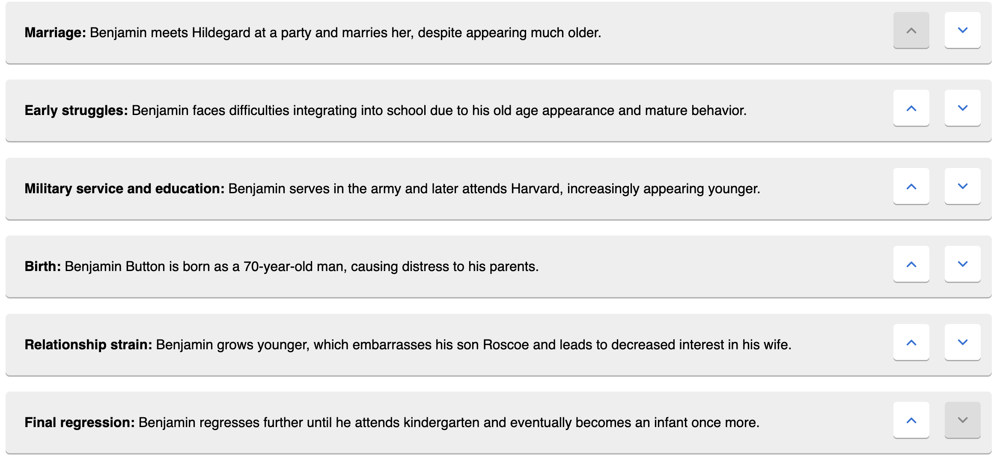 Marriage: Benjamin meets Hildegard at a party and marries her, despite appearing much older.
Early struggles: Benjamin faces difficulties integrating into school due to his old age appearance and mature behavior.
Military service and education: Benjamin serves in the army and later attends Harvard, increasingly appearing younger.
Birth: Benjamin Button is born as a 70-year-old man, causing distress to his parents.
Relationship strain: Benjamin grows younger, which embarrasses his son Roscoe and leads to decreased interest in his wife.
Final regression: Benjamin regresses further until he attends kindergarten and eventually becomes an infant once more.